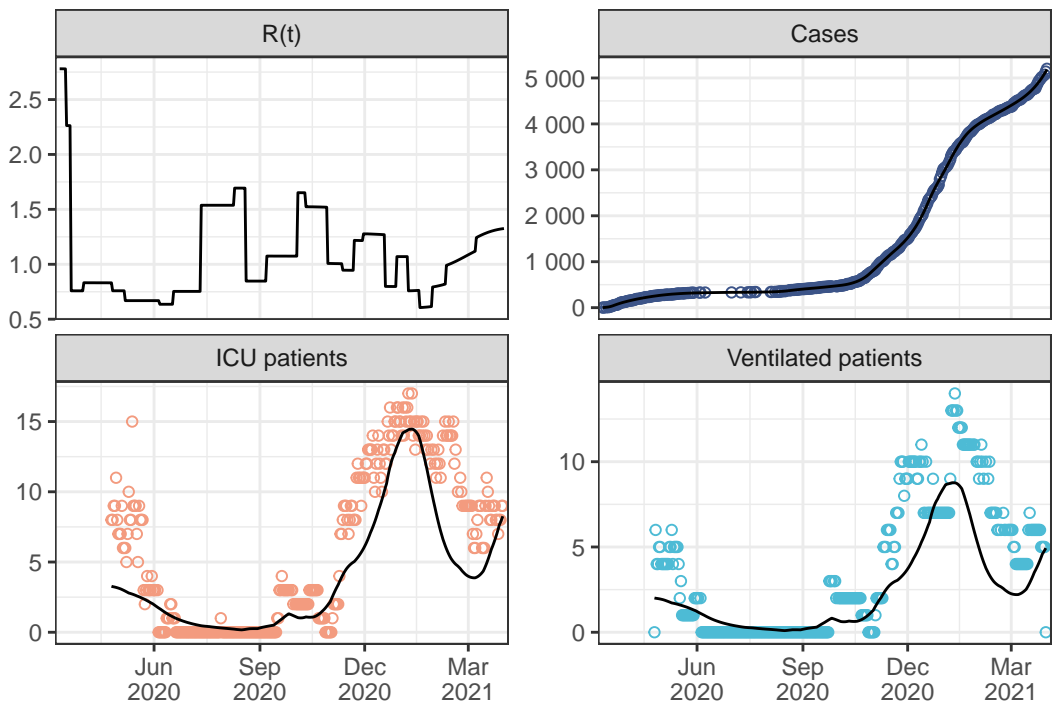 R(t)
Cases
2.5
2.0
1.5
1.0
0.5
5 000
4 000
3 000
2 000
1 000
0
ICU patients
Ventilated patients
15
10
5
0
10
5
0
Jun
2020
Sep
2020
Dec
2020
Mar
2021
Jun
2020
Sep
2020
Dec
2020
Mar
2021